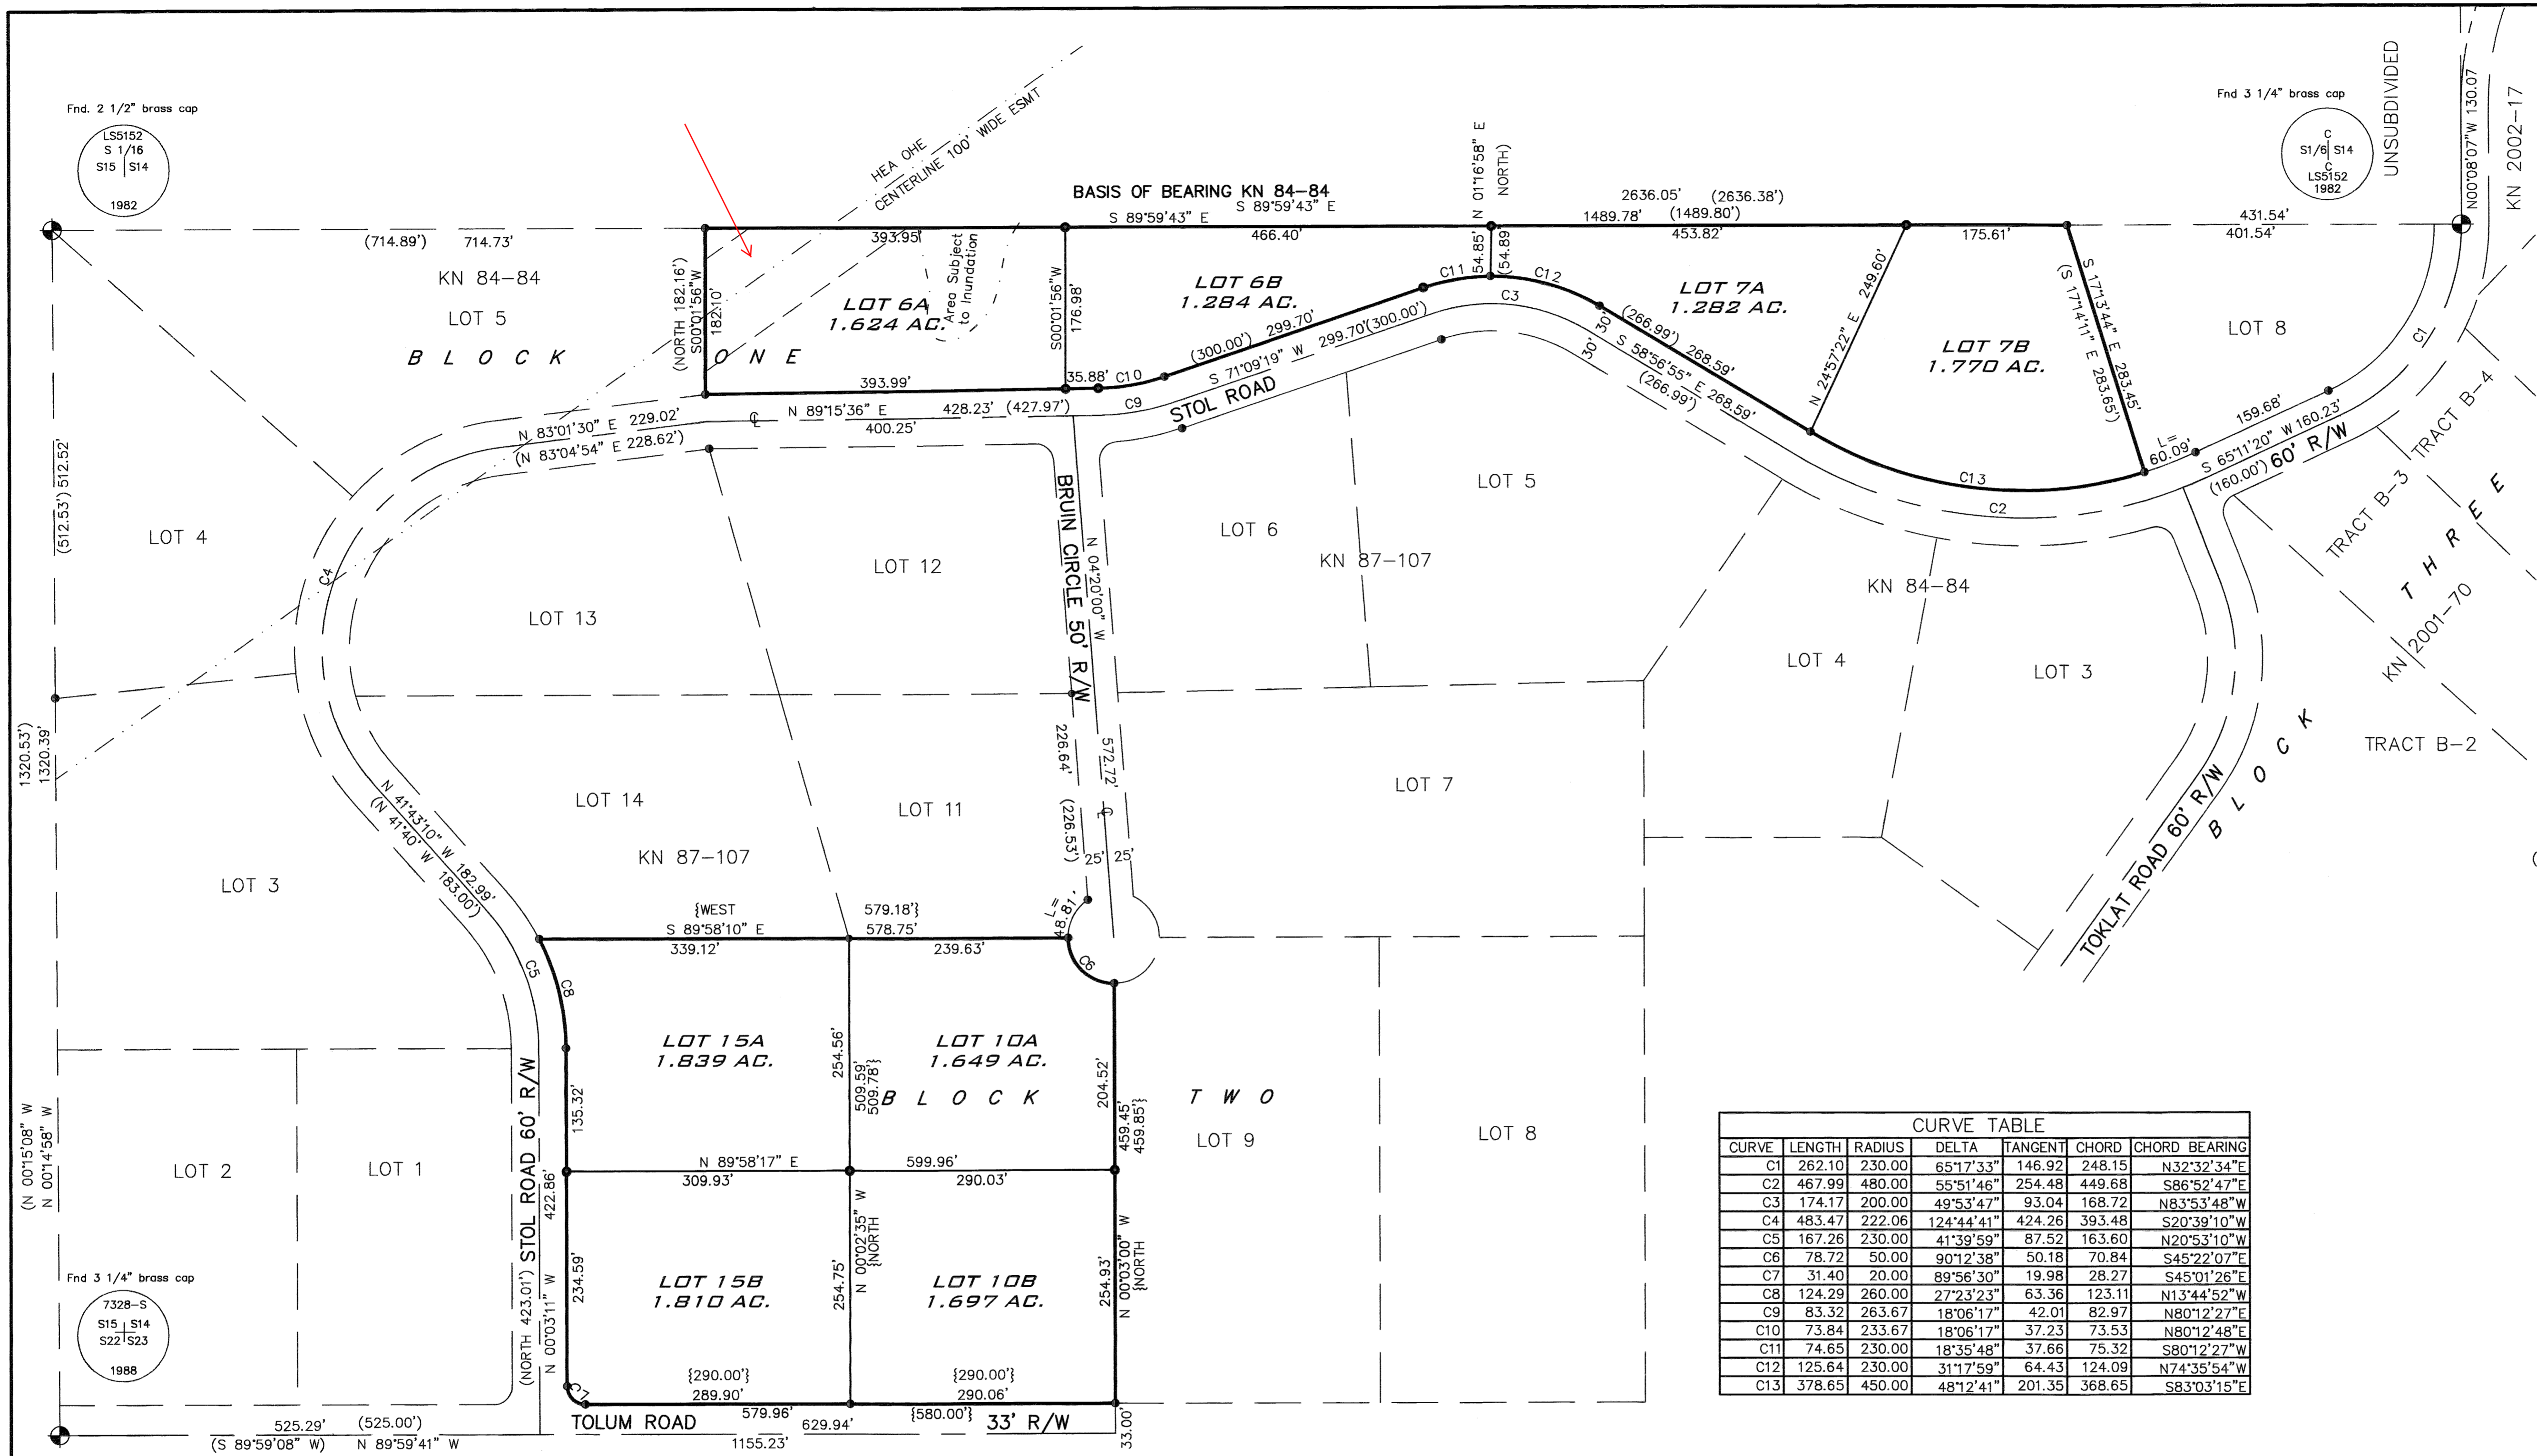 Fnd. 2 1/2" brass cap
LS5152
S 1/16
S15 | S14
1982
HEA OHE
CENTERLINE 100' WIDE ESMT
BASIS OF BEARING KN 84-84
S 89°59'43" E
S 89°59'43" E
N 01°16'58" E
NORTH)
2636.05' (2636.38')
1489.78' (1489.80')
Fnd 3 1/4" brass cap
C
S1/6 | S14
C
LS5152
1982
UNSUBDIVIDED
N00°08'07"W 130.07
KN 2002-17
(714.89') 714.73'
393.95'
466.40'
54.85'
(54.89'
453.82'
175.61'
431.54'
401.54'
KN 84-84
LOT 5
BLOCK ONE
(NORTH 182.16')
S00°01'56"W
182.10'
LOT 6A
1.624 AC.
Area Subject
to Inundation
S00°01'56"W
176.98'
LOT 6B
1.284 AC.
C11
C12
C3
LOT 7A
1.282 AC.
N 24°57'22" E 249.60'
LOT 7B
1.770 AC.
S 17°13'44" E 283.45'
(S 17°14'11" E 283.65')
LOT 8
C1
393.99'
35.88'
C10
(300.00') 299.70'
S 71°09'19" W 299.70'(300.00')
STOL ROAD
30'
30'
(266.99') 268.59'
S 58°56'55" E 268.59'
(266.99')
C13
C2
L=
60.09'
159.68'
S 65°11'20" W 160.23'
(160.00') 60' R/W
N 83°01'30" E 229.02'
(N 83°04'54" E 228.62')
N 89°15'36" E 428.23' (427.97')
400.25'
C9
(512.53') 512.52'
LOT 4
C4
LOT 13
LOT 12
BRUIN CIRCLE 50' R/W
N 04°20'00" W
572.72'
LOT 6
LOT 5
KN 87-107
KN 84-84
LOT 4
LOT 3
TRACT B-4
TRACT B-3
THREE
KN 2001-70
BLOCK
TRACT B-2
TOKLAT ROAD 60' R/W
1320.53')
1320.39'
LOT 3
N 41°43'10" W 182.99'
(N 41°40' W 183.00')
LOT 14
LOT 11
KN 87-107
226.64' (226.53')
25' 25'
LOT 7
{WEST 579.18'}
S 89°58'10" E 578.75'
339.12'
239.63'
L=
48.81'
C6
C5
C8
LOT 15A
1.839 AC.
254.56'
509.59'
509.78'}
LOT 10A
1.649 AC.
BLOCK TWO
204.52'
459.45'
459.85'}
LOT 9
LOT 8
135.32'
N 89°58'17" E 599.96'
309.93'
290.03'
(N 00°15'08" W
N 00°14'58" W
LOT 2
LOT 1
(NORTH 423.01') STOL ROAD 60' R/W
N 00°03'11" W 422.86'
234.59'
LOT 15B
1.810 AC.
254.75'
N 00°02'35" W
{NORTH
LOT 10B
1.697 AC.
254.93'
N 00°03'00" W
{NORTH
Fnd 3 1/4" brass cap
7328-S
S15 | S14
S22 | S23
1988
C7
{290.00'}
289.90'
{290.00'}
290.06'
TOLUM ROAD
579.96'
{580.00'}
33' R/W
33.00'
525.29' (525.00')
629.94'
(S 89°59'08" W) N 89°59'41" W
1155.23'
CURVE TABLE
CURVE LENGTH RADIUS DELTA TANGENT CHORD CHORD BEARING
C1 262.10 230.00 65°17'33" 146.92 248.15 N32°32'34"E
C2 467.99 480.00 55°51'46" 254.48 449.68 S86°52'47"E
C3 174.17 200.00 49°53'47" 93.04 168.72 N83°53'48"W
C4 483.47 222.06 124°44'41" 424.26 393.48 S20°39'10"W
C5 167.26 230.00 41°39'59" 87.52 163.60 N20°53'10"W
C6 78.72 50.00 90°12'38" 50.18 70.84 S45°22'07"E
C7 31.40 20.00 89°56'30" 19.98 28.27 S45°01'26"E
C8 124.29 260.00 27°23'23" 63.36 123.11 N13°44'52"W
C9 83.32 263.67 18°06'17" 42.01 82.97 N80°12'27"E
C10 73.84 233.67 18°06'17" 37.23 73.53 N80°12'48"E
C11 74.65 230.00 18°35'48" 37.66 75.32 S80°12'27"W
C12 125.64 230.00 31°17'59" 64.43 124.09 N74°35'54"W
C13 378.65 450.00 48°12'41" 201.35 368.65 S83°03'15"E